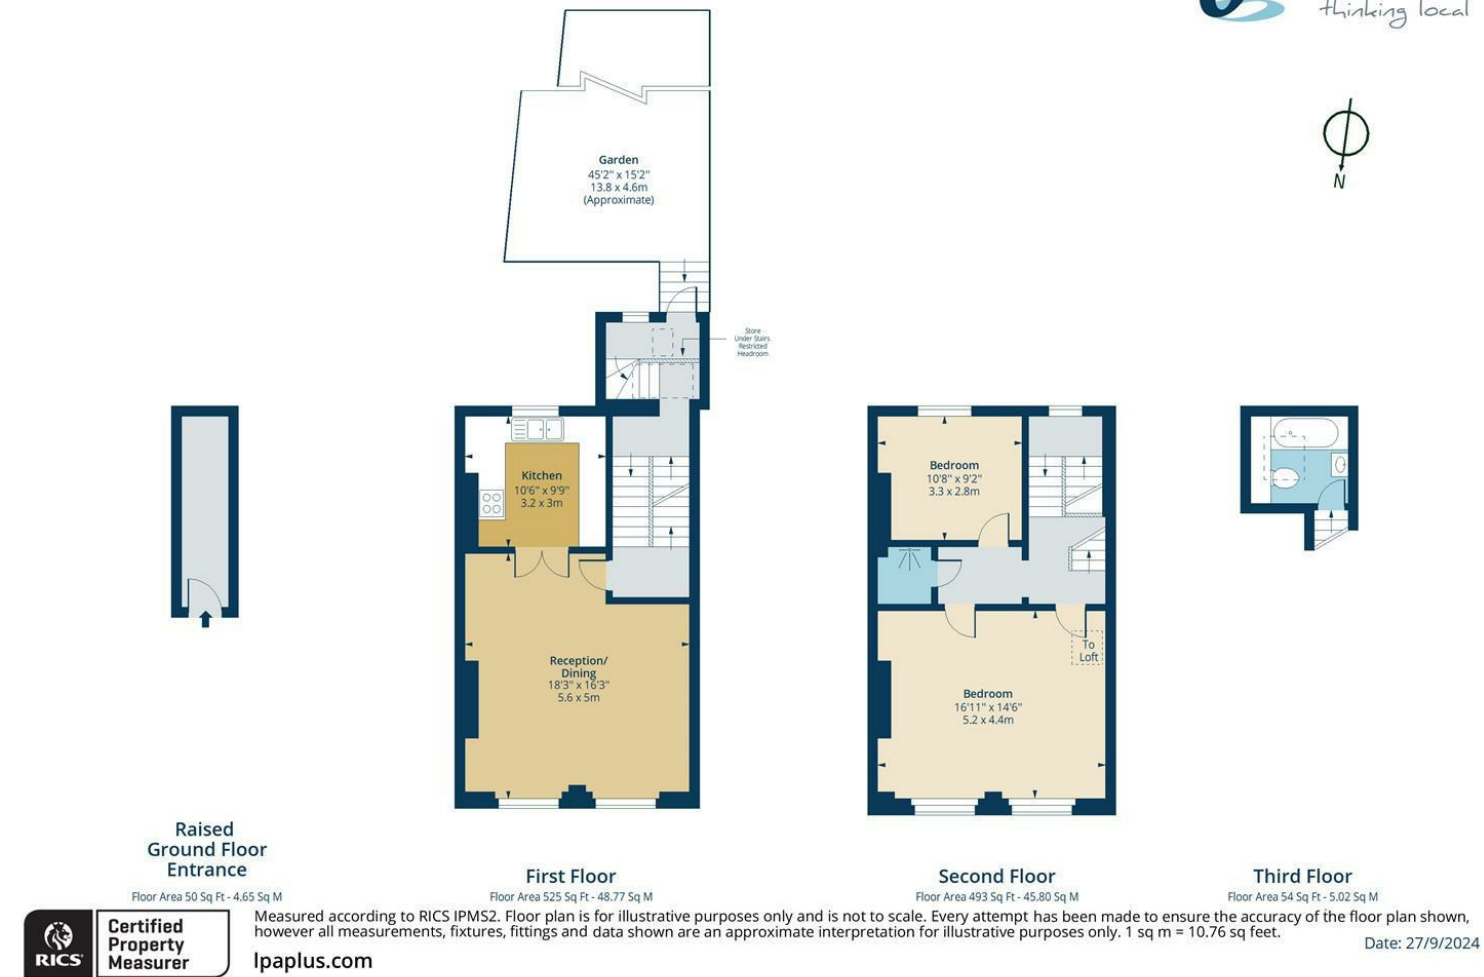 thinking local
N
Garden
45'2" x 15'2"
13.8 x 4.6m
(Approximate)
Store
Under Stairs
Restricted
Headroom
Kitchen
10'6" x 9'9"
3.2 x 3m
Reception/
Dining
18'3" x 16'3"
5.6 x 5m
Bedroom
10'8" x 9'2"
3.3 x 2.8m
To
Loft
Bedroom
16'11" x 14'6"
5.2 x 4.4m
Raised
Ground Floor
Entrance
Floor Area 50 Sq Ft - 4.65 Sq M
First Floor
Floor Area 525 Sq Ft - 48.77 Sq M
Second Floor
Floor Area 493 Sq Ft - 45.80 Sq M
Third Floor
Floor Area 54 Sq Ft - 5.02 Sq M
RICS
Certified
Property
Measurer
Measured according to RICS IPMS2. Floor plan is for illustrative purposes only and is not to scale. Every attempt has been made to ensure the accuracy of the floor plan shown,
however all measurements, fixtures, fittings and data shown are an approximate interpretation for illustrative purposes only. 1 sq m = 10.76 sq feet.
lpaplus.com
Date: 27/9/2024